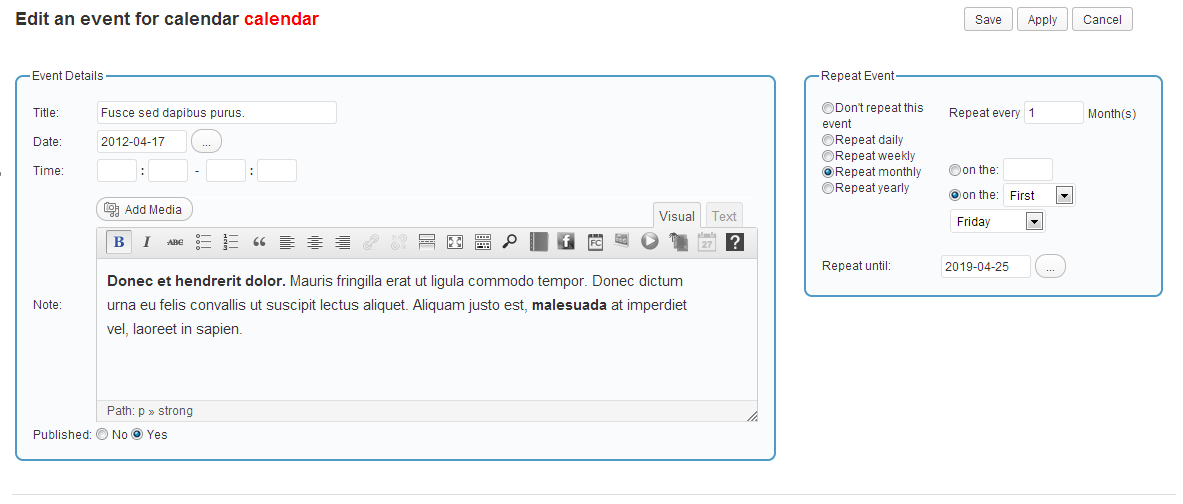 Edit an event for calendar calendar
Save Apply Cancel
Event Details
Title: Fusce sed dapibus purus.
Date: 2012-04-17 ...
Time: : - :
Add Media
Visual Text
B I ABC FC 27 ?
Note:
Donec et hendrerit dolor. Mauris fringilla erat ut ligula commodo tempor. Donec dictum
urna eu felis convallis ut suscipit lectus aliquet. Aliquam justo est, malesuada at imperdiet
vel, laoreet in sapien.
Path: p » strong
Published: No Yes
Repeat Event
Don't repeat this
event
Repeat daily
Repeat weekly
Repeat monthly
Repeat yearly
Repeat every 1 Month(s)
on the:
on the: First
Friday
Repeat until: 2019-04-25 ...